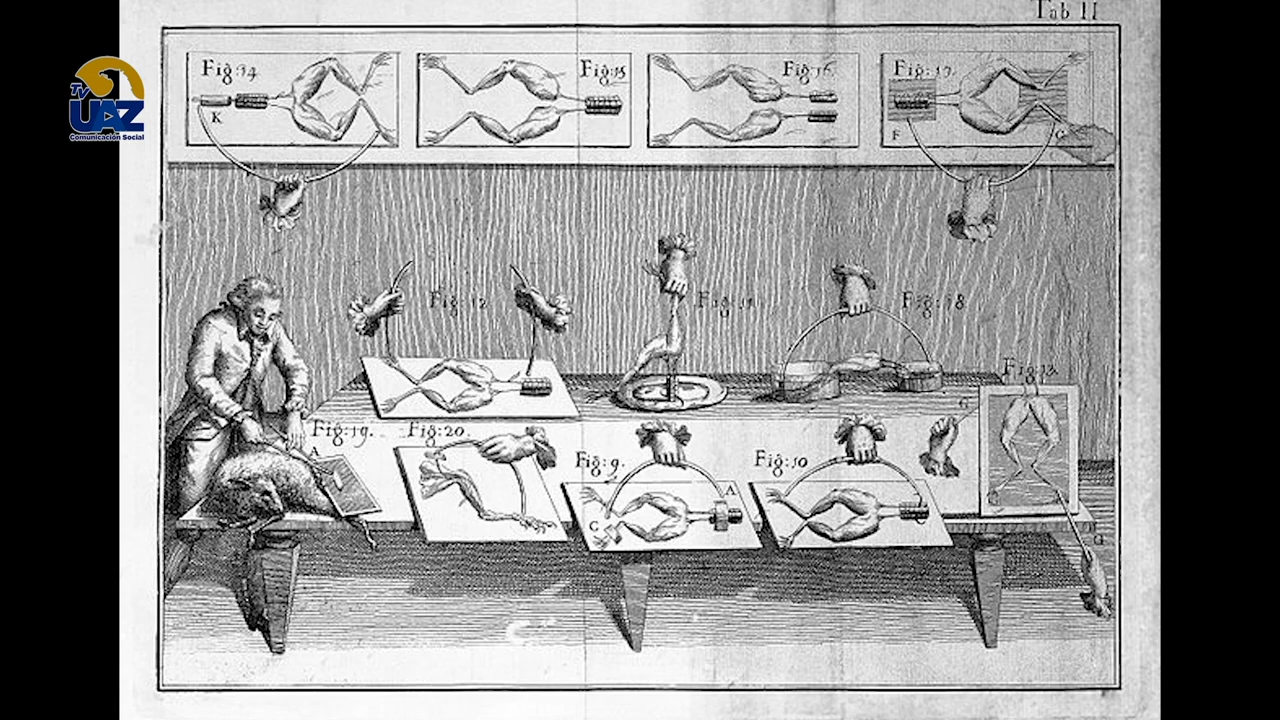 Tab II
TV
UAZ
Comunicación Social
Fig: 14
Fig: 15
Fig: 16.
Fig: 17.
K
F
G
Fig: 12
Fig: 11.
Fig: 18
Fig: 13.
G
Fig: 19.
Fig: 20.
A
Fig: 9.
Fig: 10
A
C
G